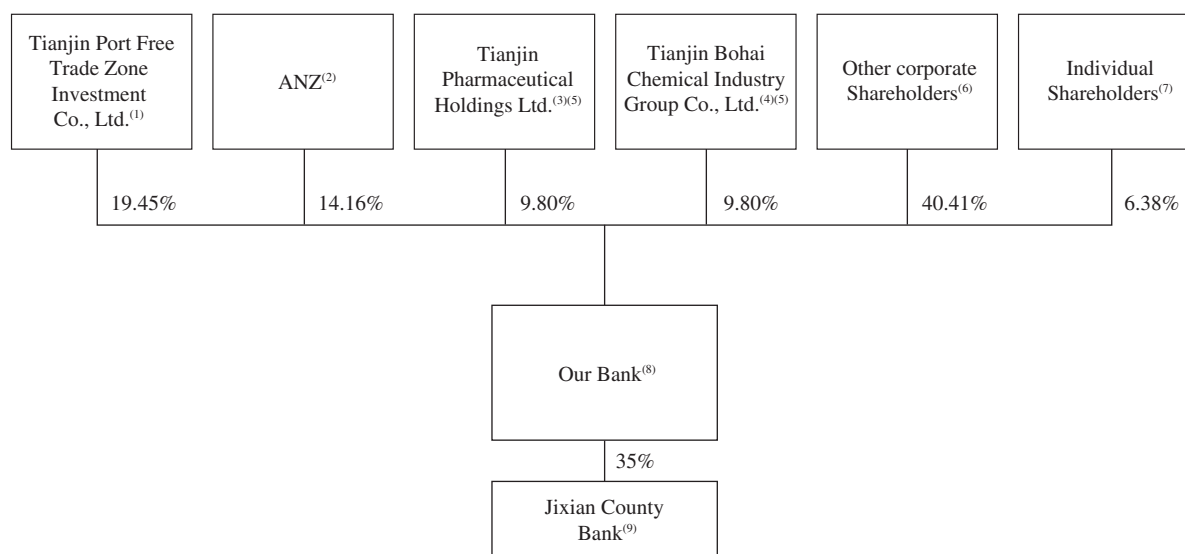 Tianjin Port Free
Trade Zone
Investment
Co., Ltd.(1)
ANZ(2)
Tianjin
Pharmaceutical
Holdings Ltd.(3)(5)
Tianjin Bohai
Chemical Industry
Group Co., Ltd.(4)(5)
Other corporate
Shareholders(6)
Individual
Shareholders(7)
19.45%
14.16%
9.80%
9.80%
40.41%
6.38%
Our Bank(8)
35%
Jixian County
Bank(9)